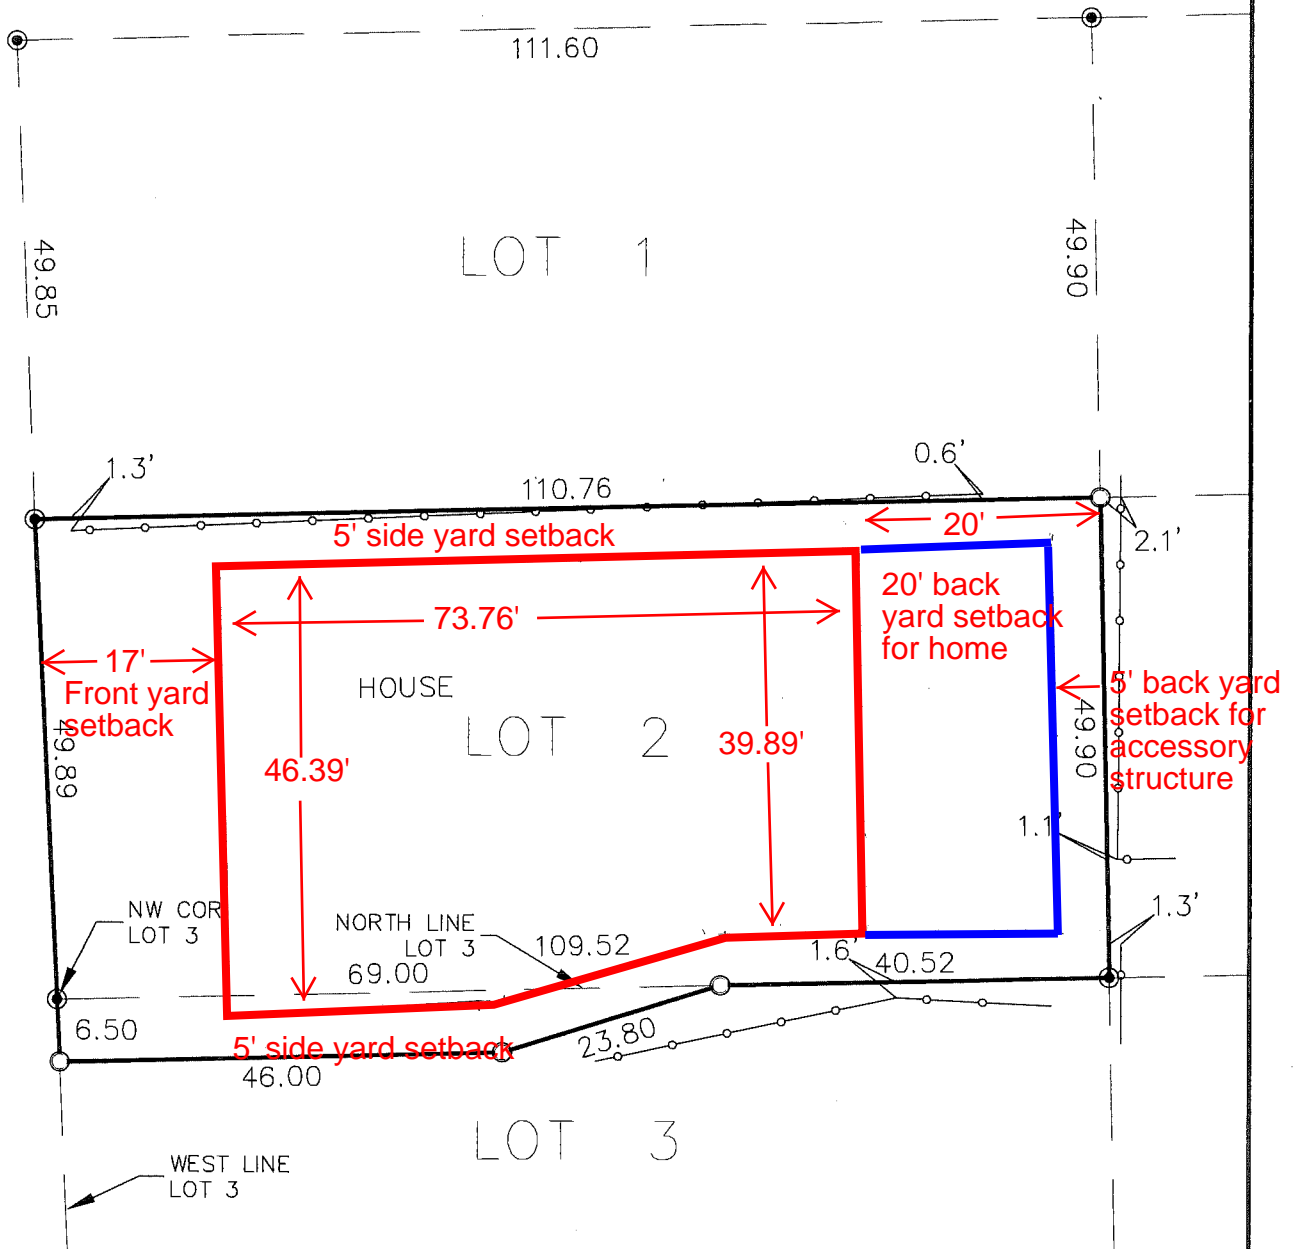 111.60
49.85
LOT 1
49.90
1.3'
110.76
0.6'
5' side yard setback
20'
2.1'
20' back
yard setback
for home
73.76'
17'
Front yard
setback
HOUSE
LOT 2
49.89
46.39'
39.89'
5' back yard
setback for
accessory
structure
49.90
1.1'
NW COR
LOT 3
NORTH LINE
LOT 3
109.52
69.00
1.6'
40.52
1.3'
6.50
5' side yard setback
46.00
23.80
LOT 3
WEST LINE
LOT 3